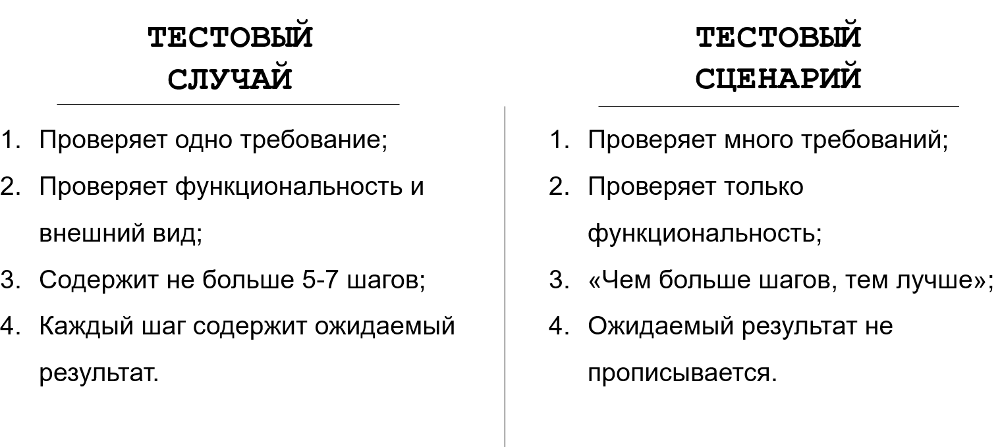 ТЕСТОВЫЙ
СЛУЧАЙ
1. Проверяет одно требование;
2. Проверяет функциональность и
внешний вид;
3. Содержит не больше 5-7 шагов;
4. Каждый шаг содержит ожидаемый
результат.
ТЕСТОВЫЙ
СЦЕНАРИЙ
1. Проверяет много требований;
2. Проверяет только
функциональность;
3. «Чем больше шагов, тем лучше»;
4. Ожидаемый результат не
прописывается.